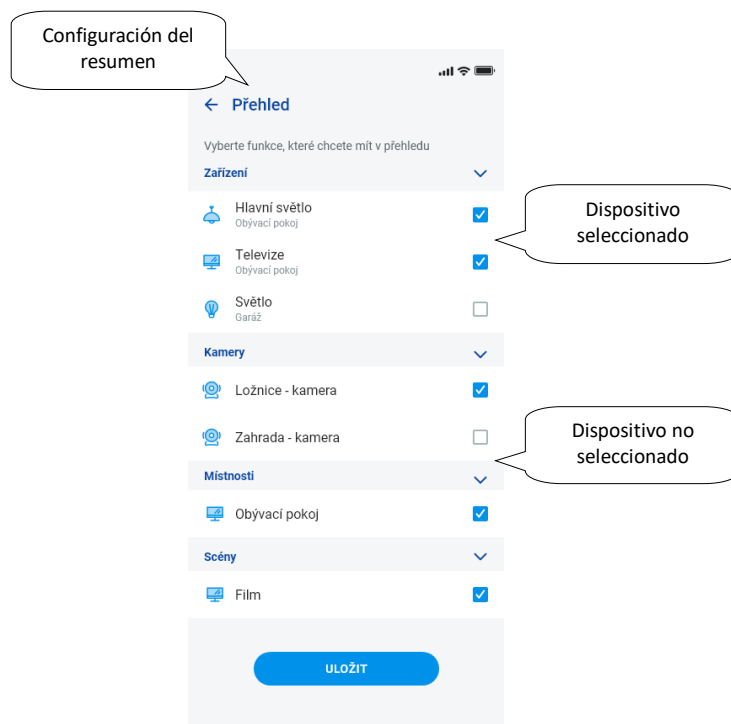 Configuración del
resumen
Přehled
Vyberte funkce, které chcete mít v přehledu
Zařízení
Hlavní světlo
Obývací pokoj
Dispositivo
seleccionado
Televize
Obývací pokoj
Světlo
Garáž
Kamery
Ložnice - kamera
Zahrada - kamera
Dispositivo no
seleccionado
Místnosti
Obývací pokoj
Scény
Film
ULOŽIT